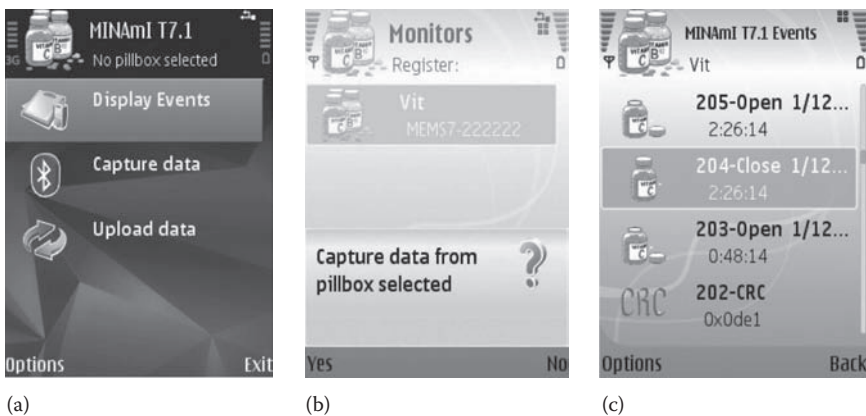 MINAmI T7.1
3G
No pillbox selected
Display Events
Capture data
Upload data
Options
Exit
(a)
Monitors
Register:
Vit
MEMS7-222222
Capture data from
pillbox selected
Yes
No
(b)
MINAmI T7.1 Events
Vit
205-Open 1/12...
2:26:14
204-Close 1/12...
2:26:14
203-Open 1/12...
0:48:14
CRC
202-CRC
0x0de1
Options
Back
(c)